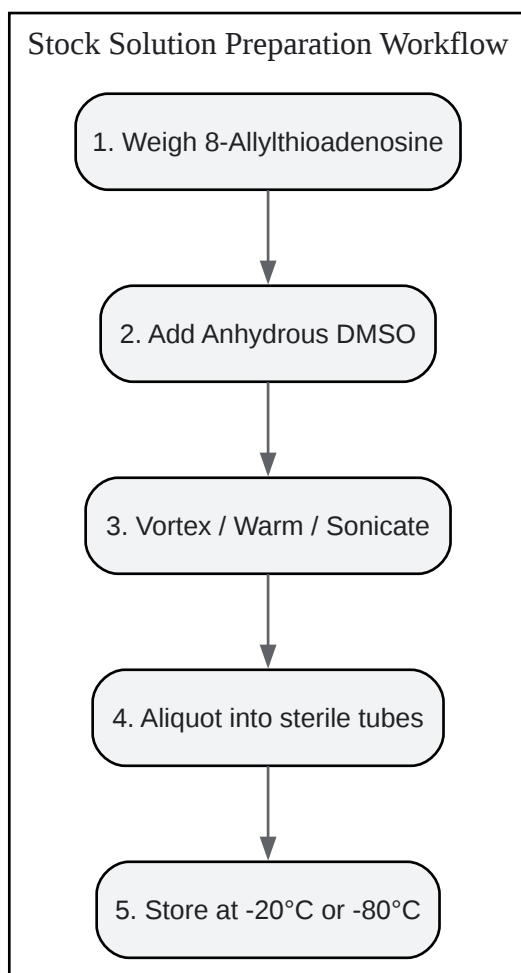 Stock Solution Preparation Workflow
1. Weigh 8-Allylthioadenosine
2. Add Anhydrous DMSO
3. Vortex / Warm / Sonicate
4. Aliquot into sterile tubes
5. Store at -20°C or -80°C